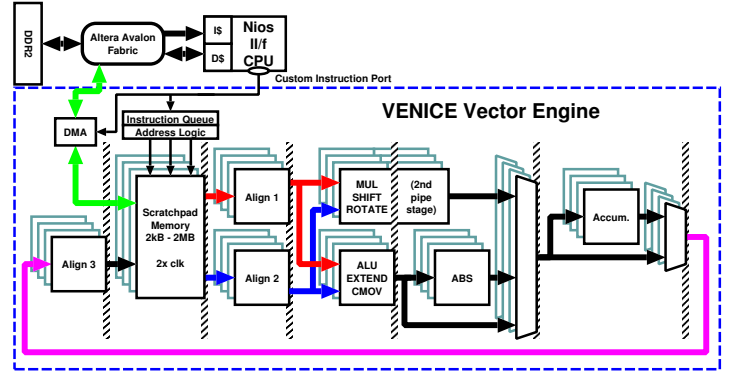 DDR2
Altera Avalon
Fabric
I$
D$
Nios
II/f
CPU
Custom Instruction Port
VENICE Vector Engine
DMA
Instruction Queue
Address Logic
Scratchpad
Memory
2kB - 2MB
2x clk
Align 1
Align 2
Align 3
MUL
SHIFT
ROTATE
(2nd
pipe
stage)
ALU
EXTEND
CMOV
ABS
Accum.